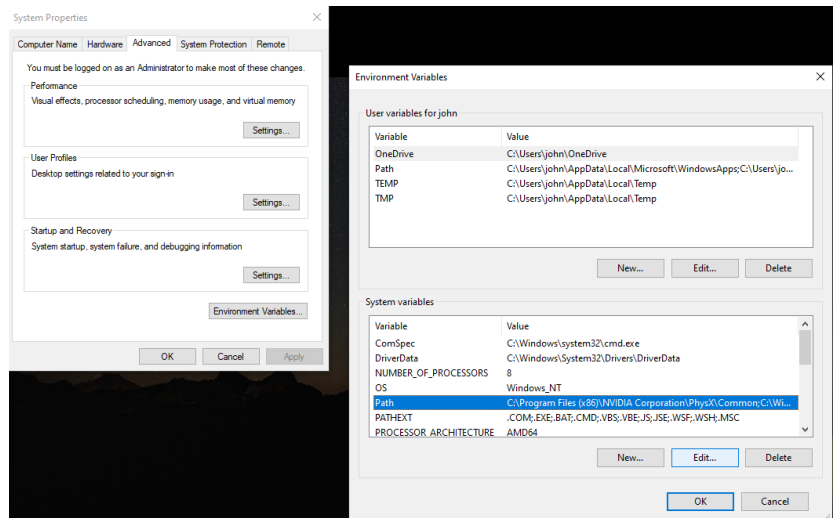 System Properties
Computer Name Hardware Advanced System Protection Remote
You must be logged on as an Administrator to make most of these changes.
Performance
Visual effects, processor scheduling, memory usage, and virtual memory
Settings...
User Profiles
Desktop settings related to your sign-in
Settings...
Startup and Recovery
System startup, system failure, and debugging information
Settings...
Environment Variables...
OK Cancel Apply
Environment Variables
User variables for john
Variable Value
OneDrive C:\Users\john\OneDrive
Path C:\Users\john\AppData\Local\Microsoft\WindowsApps;C:\Users\jo...
TEMP C:\Users\john\AppData\Local\Temp
TMP C:\Users\john\AppData\Local\Temp
New... Edit... Delete
System variables
Variable Value
ComSpec C:\Windows\system32\cmd.exe
DriverData C:\Windows\System32\Drivers\DriverData
NUMBER_OF_PROCESSORS 8
OS Windows_NT
Path C:\Program Files (x86)\NVIDIA Corporation\PhysX\Common;C:\Wi...
PATHEXT .COM;.EXE;.BAT;.CMD;.VBS;.VBE;.JS;.JSE;.WSF;.WSH;.MSC
PROCESSOR_ARCHITECTURE AMD64
New... Edit... Delete
OK Cancel